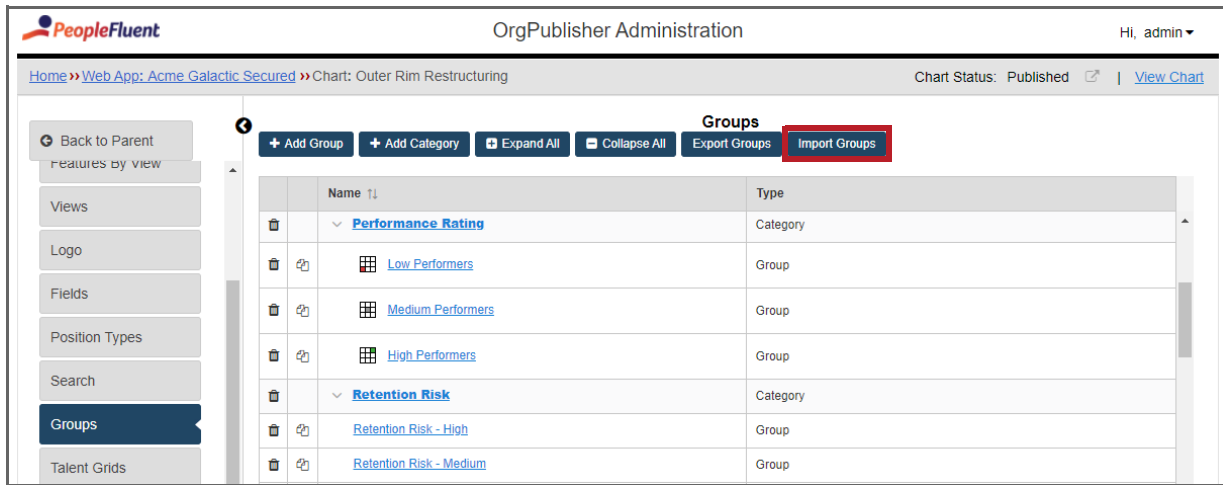 PeopleFluent
OrgPublisher Administration
Hi, admin
Home ›› Web App: Acme Galactic Secured ›› Chart: Outer Rim Restructuring
Chart Status: Published | View Chart
Back to Parent
Features By View
Views
Logo
Fields
Position Types
Search
Groups
Talent Grids
Groups
Add Group
Add Category
Expand All
Collapse All
Export Groups
Import Groups
Name Type
Performance Rating Category
Low Performers Group
Medium Performers Group
High Performers Group
Retention Risk Category
Retention Risk - High Group
Retention Risk - Medium Group